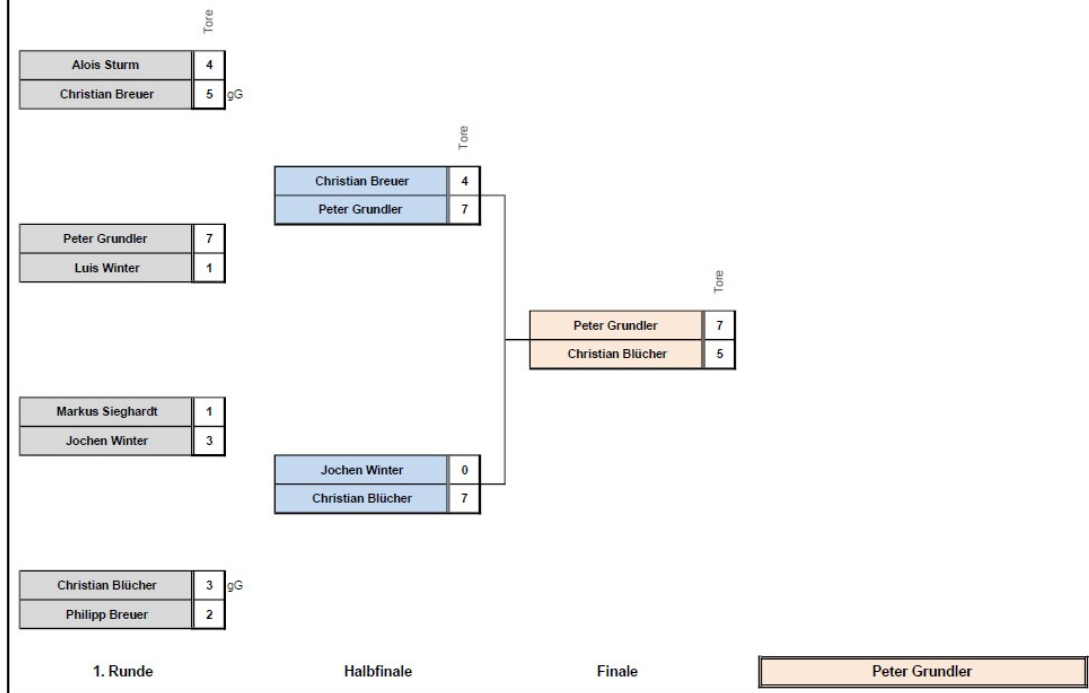 Tore
Alois Sturm 4
Christian Breuer 5 gG
Tore
Christian Breuer 4
Peter Grundler 7
Peter Grundler 7
Luis Winter 1
Tore
Peter Grundler 7
Christian Blücher 5
Markus Sieghardt 1
Jochen Winter 3
Jochen Winter 0
Christian Blücher 7
Christian Blücher 3 gG
Philipp Breuer 2
1. Runde Halbfinale Finale Peter Grundler